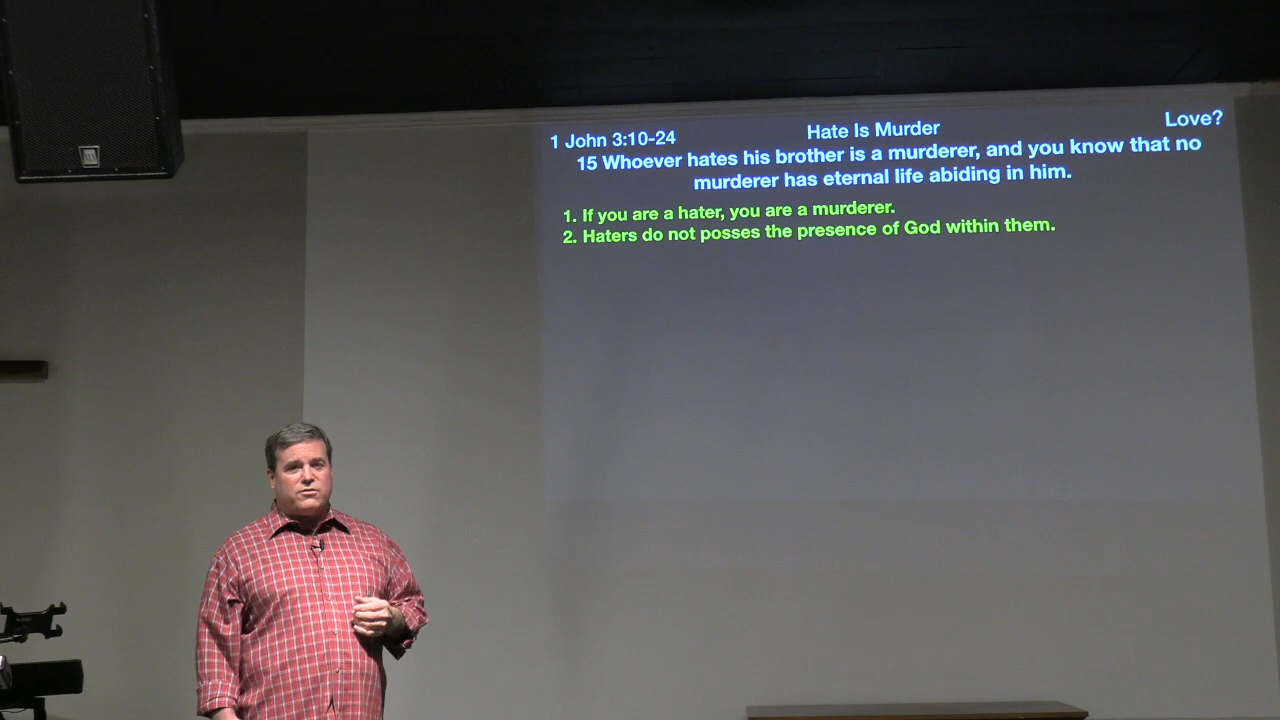 1 John 3:10-24 Hate Is Murder Love?
15 Whoever hates his brother is a murderer, and you know that no
murderer has eternal life abiding in him.
1. If you are a hater, you are a murderer.
2. Haters do not posses the presence of God within them.